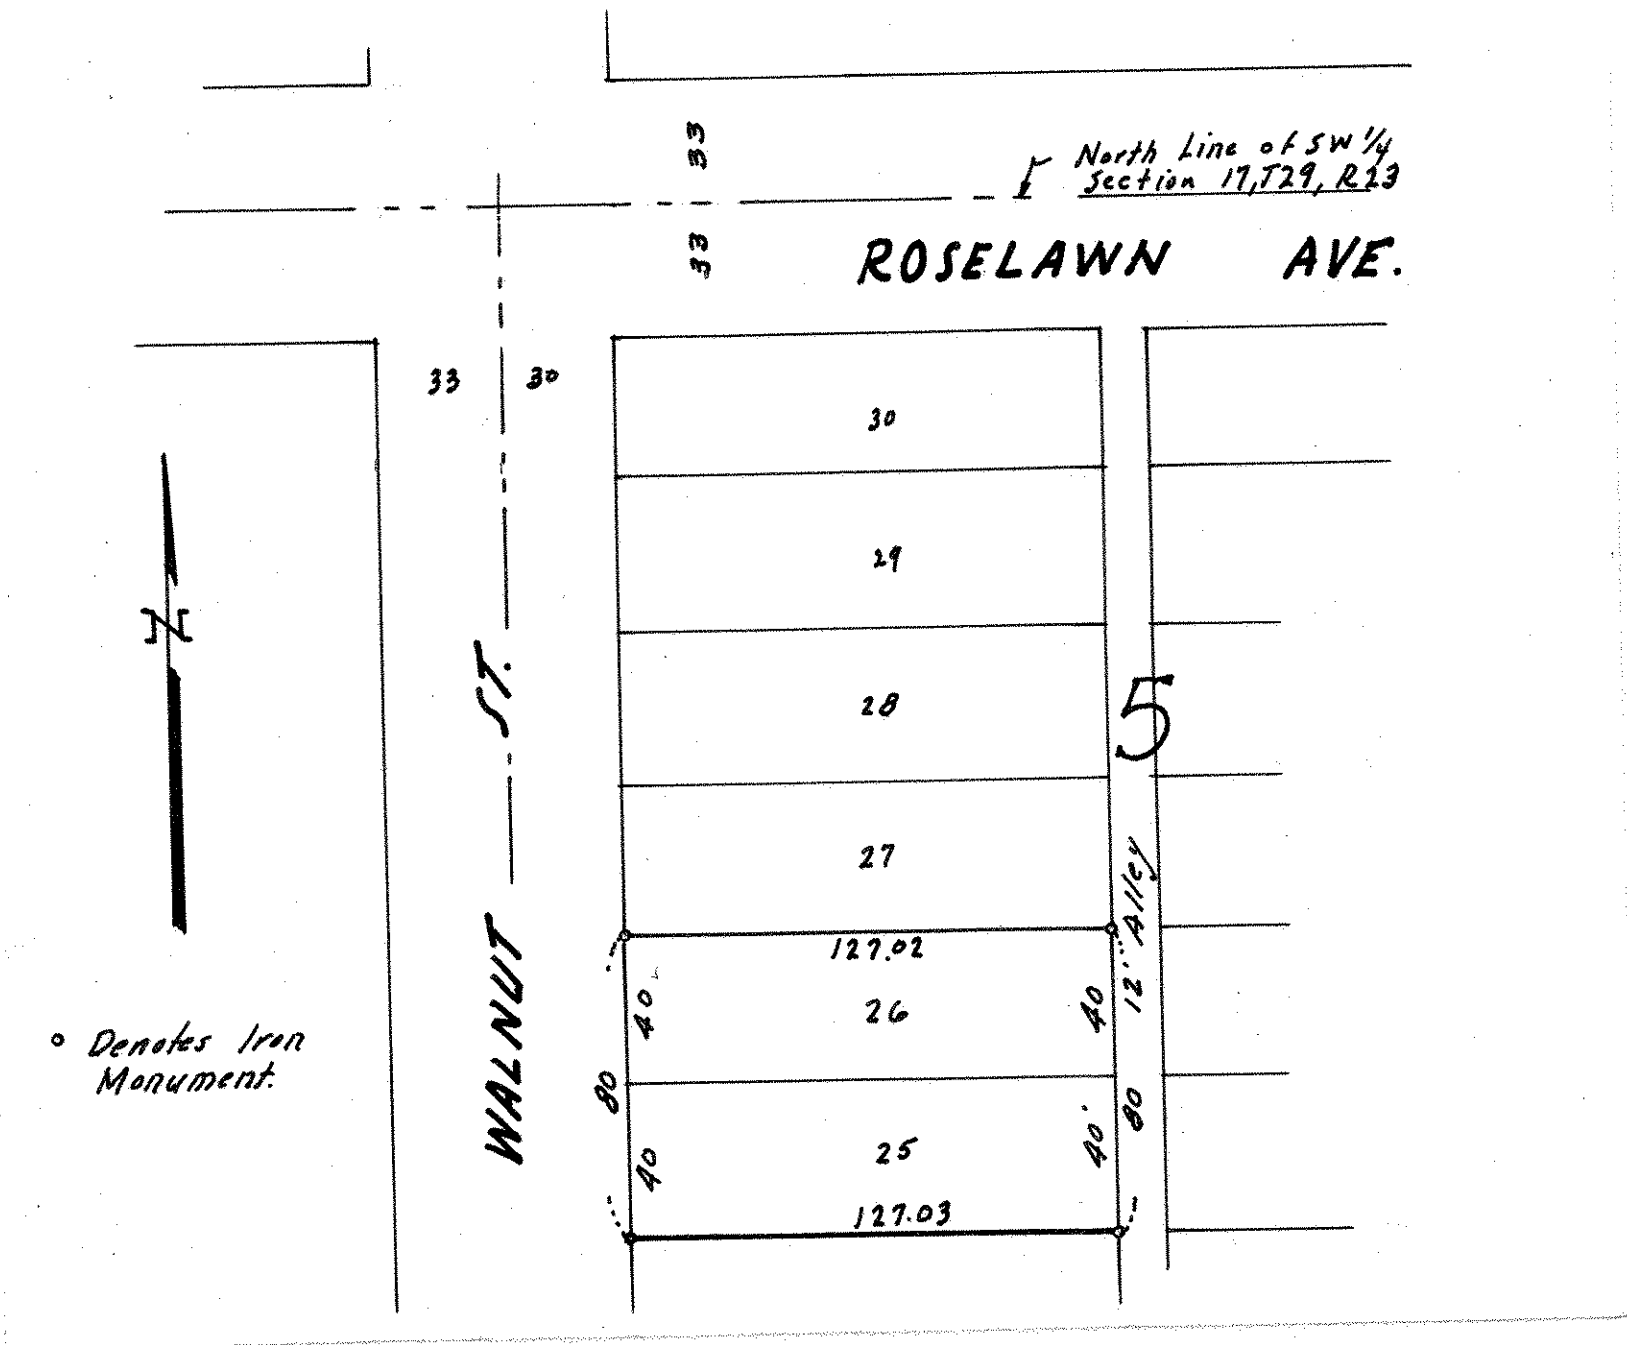 33
North Line of SW 1/4
Section 17, T29, R23
33
ROSELAWN AVE.
33
30
30
29
N
ST.
28
5
27
12' Alley
127.02
40
26
40
Denotes Iron
Monument.
WALNUT
80
80
40
25
40'
127.03